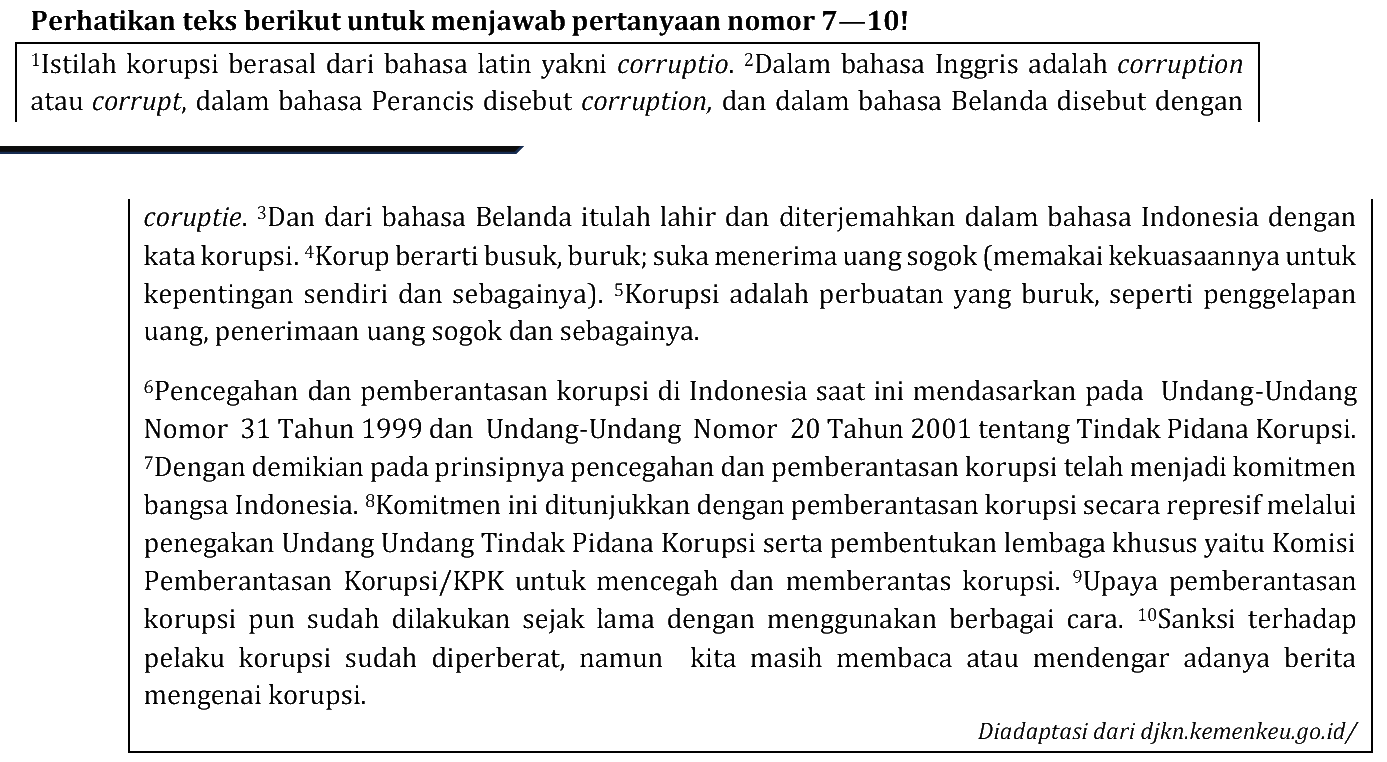 Perhatikan teks berikut untuk menjawab pertanyaan nomor 7—10!
¹Istilah korupsi berasal dari bahasa latin yakni corruptio. ²Dalam bahasa Inggris adalah corruption
atau corrupt, dalam bahasa Perancis disebut corruption, dan dalam bahasa Belanda disebut dengan
coruptie. ³Dan dari bahasa Belanda itulah lahir dan diterjemahkan dalam bahasa Indonesia dengan
kata korupsi. ⁴Korup berarti busuk, buruk; suka menerima uang sogok (memakai kekuasaannya untuk
kepentingan sendiri dan sebagainya). ⁵Korupsi adalah perbuatan yang buruk, seperti penggelapan
uang, penerimaan uang sogok dan sebagainya.
⁶Pencegahan dan pemberantasan korupsi di Indonesia saat ini mendasarkan pada Undang-Undang
Nomor 31 Tahun 1999 dan Undang-Undang Nomor 20 Tahun 2001 tentang Tindak Pidana Korupsi.
⁷Dengan demikian pada prinsipnya pencegahan dan pemberantasan korupsi telah menjadi komitmen
bangsa Indonesia. ⁸Komitmen ini ditunjukkan dengan pemberantasan korupsi secara represif melalui
penegakan Undang Undang Tindak Pidana Korupsi serta pembentukan lembaga khusus yaitu Komisi
Pemberantasan Korupsi/KPK untuk mencegah dan memberantas korupsi. ⁹Upaya pemberantasan
korupsi pun sudah dilakukan sejak lama dengan menggunakan berbagai cara. ¹⁰Sanksi terhadap
pelaku korupsi sudah diperberat, namun kita masih membaca atau mendengar adanya berita
mengenai korupsi.
Diadaptasi dari djkn.kemenkeu.go.id/